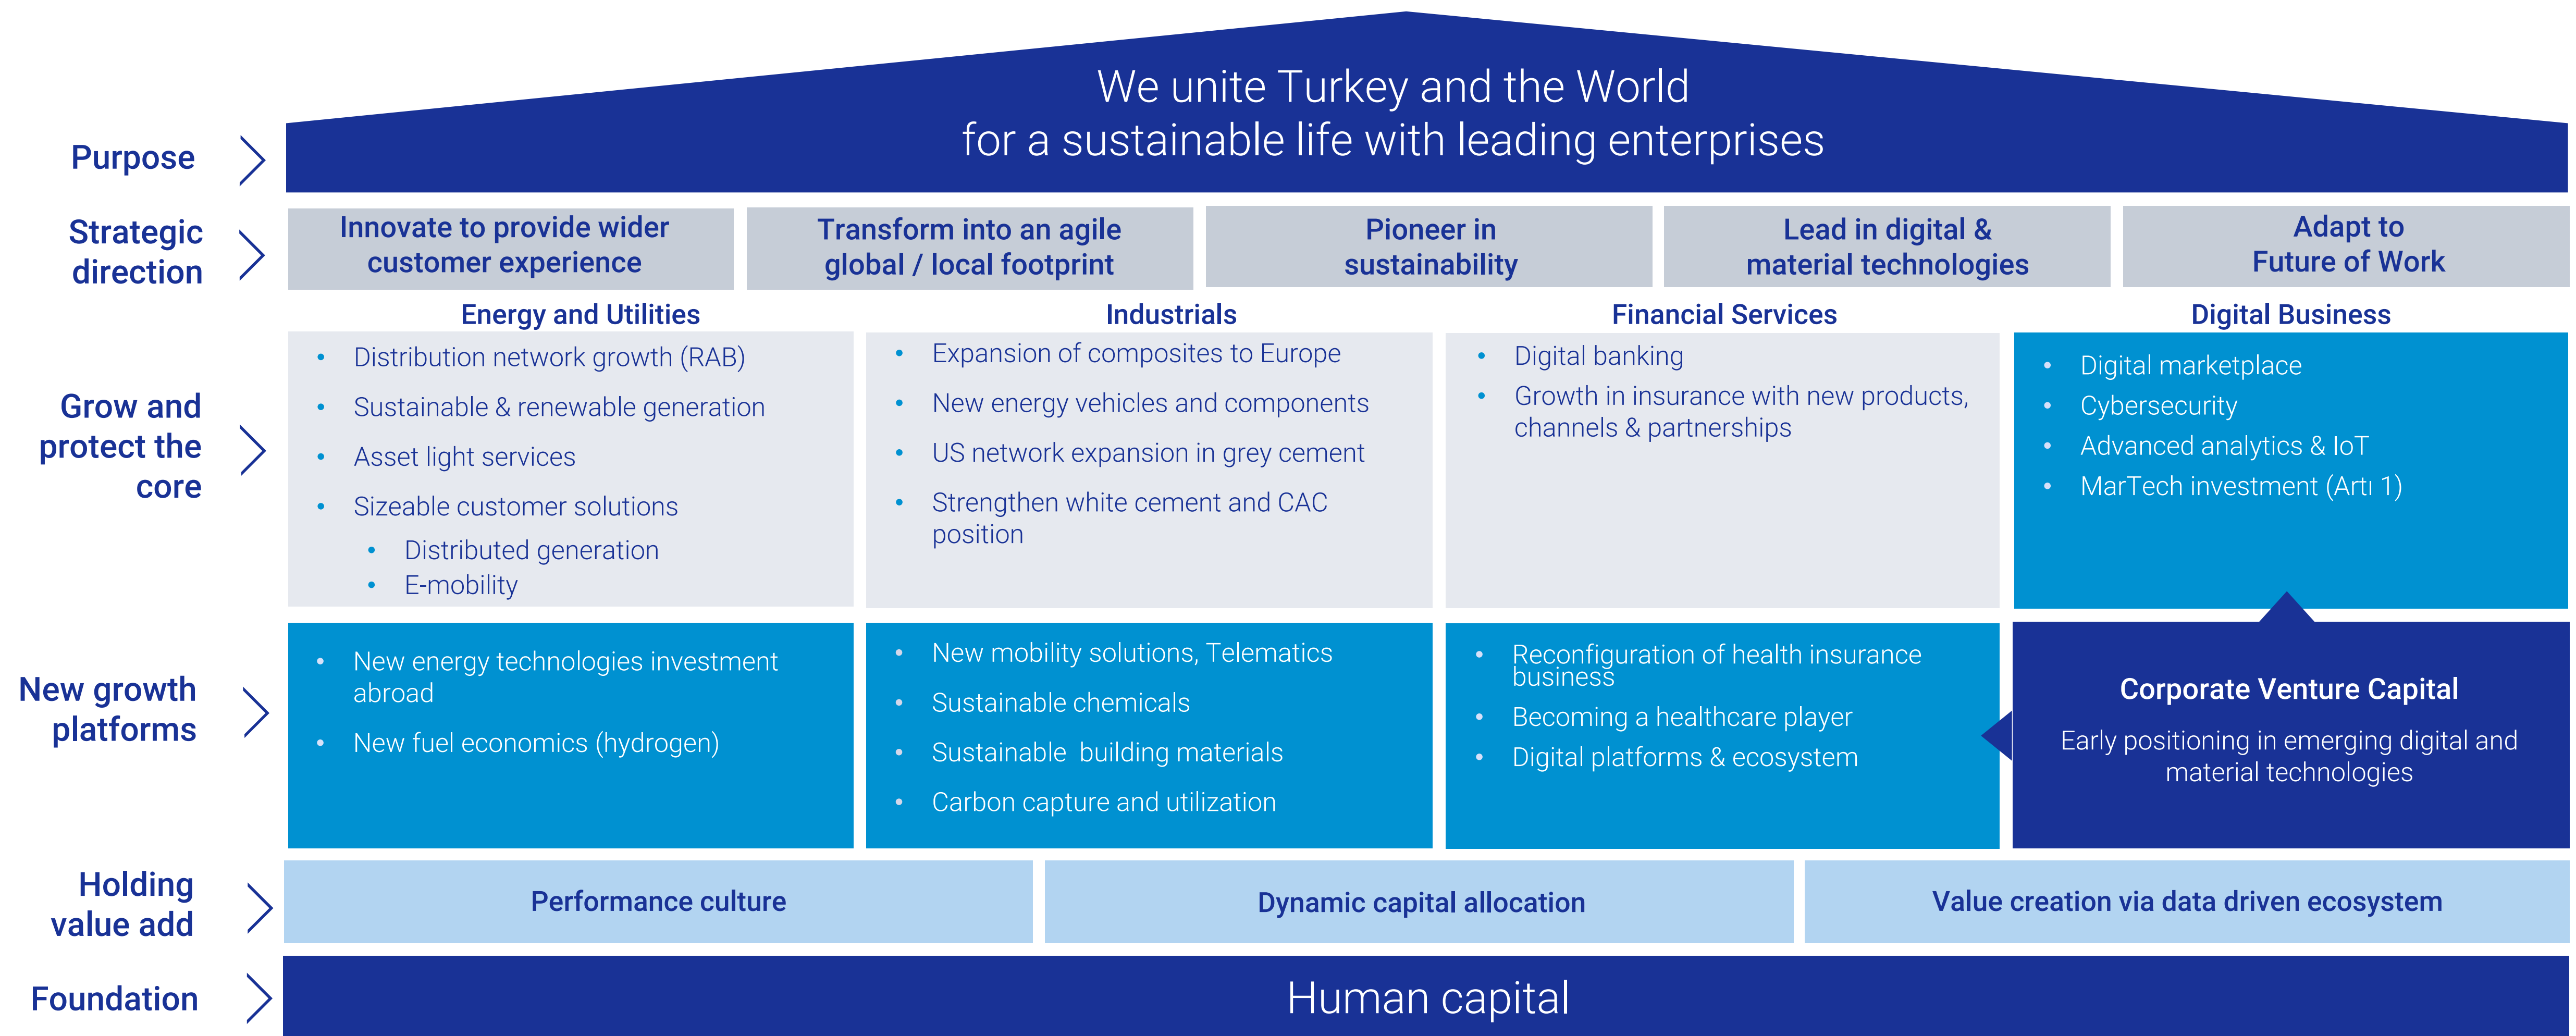 We unite Turkey and the World
for a sustainable life with leading enterprises
Purpose
Strategic
direction
Innovate to provide wider
customer experience
Transform into an agile
global / local footprint
Pioneer in
sustainability
Lead in digital &
material technologies
Adapt to
Future of Work
Energy and Utilities
Industrials
Financial Services
Digital Business
Grow and
protect the
core
• Distribution network growth (RAB)
• Sustainable & renewable generation
• Asset light services
• Sizeable customer solutions
• Distributed generation
• E-mobility
• Expansion of composites to Europe
• New energy vehicles and components
• US network expansion in grey cement
• Strengthen white cement and CAC
position
• Digital banking
• Growth in insurance with new products,
channels & partnerships
• Digital marketplace
• Cybersecurity
• Advanced analytics & IoT
• MarTech investment (Artı 1)
New growth
platforms
• New energy technologies investment
abroad
• New fuel economics (hydrogen)
• New mobility solutions, Telematics
• Sustainable chemicals
• Sustainable  building materials
• Carbon capture and utilization
• Reconfiguration of health insurance
business
• Becoming a healthcare player
• Digital platforms & ecosystem
Corporate Venture Capital
Early positioning in emerging digital and
material technologies
Holding
value add
Performance culture
Dynamic capital allocation
Value creation via data driven ecosystem
Foundation
Human capital